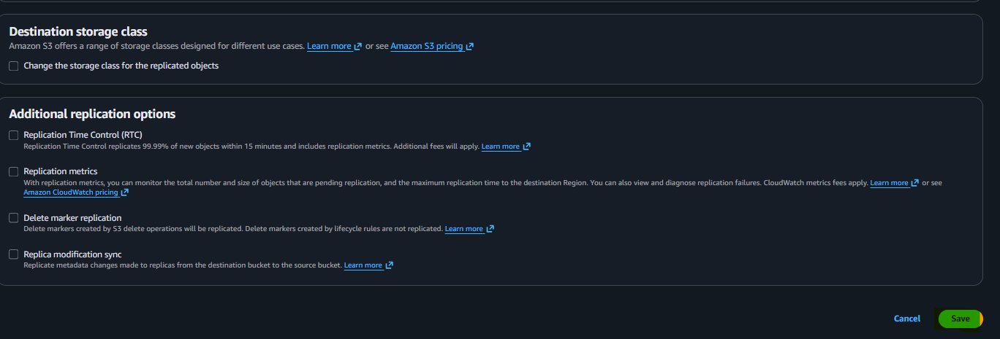 Destination storage class
Amazon S3 offers a range of storage classes designed for different use cases. Learn more or see Amazon S3 pricing
Change the storage class for the replicated objects
Additional replication options
Replication Time Control (RTC)
Replication Time Control replicates 99.99% of new objects within 15 minutes and includes replication metrics. Additional fees will apply. Learn more
Replication metrics
With replication metrics, you can monitor the total number and size of objects that are pending replication, and the maximum replication time to the destination Region. You can also view and diagnose replication failures. CloudWatch metrics fees apply. Learn more or see
Amazon CloudWatch pricing
Delete marker replication
Delete markers created by S3 delete operations will be replicated. Delete markers created by lifecycle rules are not replicated. Learn more
Replica modification sync
Replicate metadata changes made to replicas from the destination bucket to the source bucket. Learn more
Cancel Save